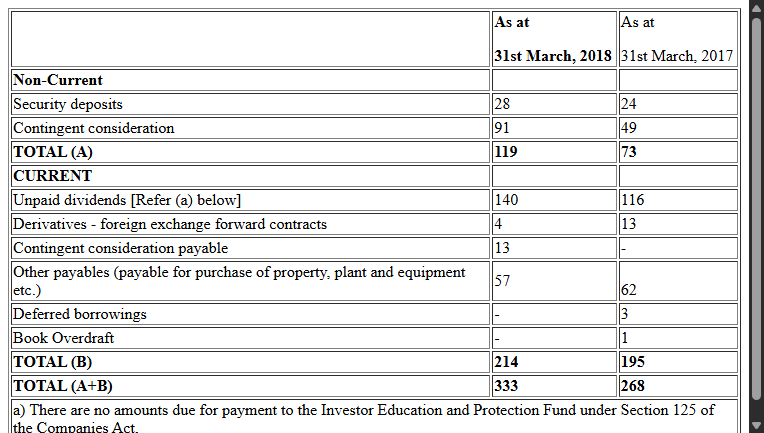 As at As at
31st March, 2018 31st March, 2017
Non-Current
Security deposits 28 24
Contingent consideration 91 49
TOTAL (A) 119 73
CURRENT
Unpaid dividends [Refer (a) below] 140 116
Derivatives - foreign exchange forward contracts 4 13
Contingent consideration payable 13 -
Other payables (payable for purchase of property, plant and equipment
etc.) 57 62
Deferred borrowings - 3
Book Overdraft - 1
TOTAL (B) 214 195
TOTAL (A+B) 333 268
a) There are no amounts due for payment to the Investor Education and Protection Fund under Section 125 of
the Companies Act,